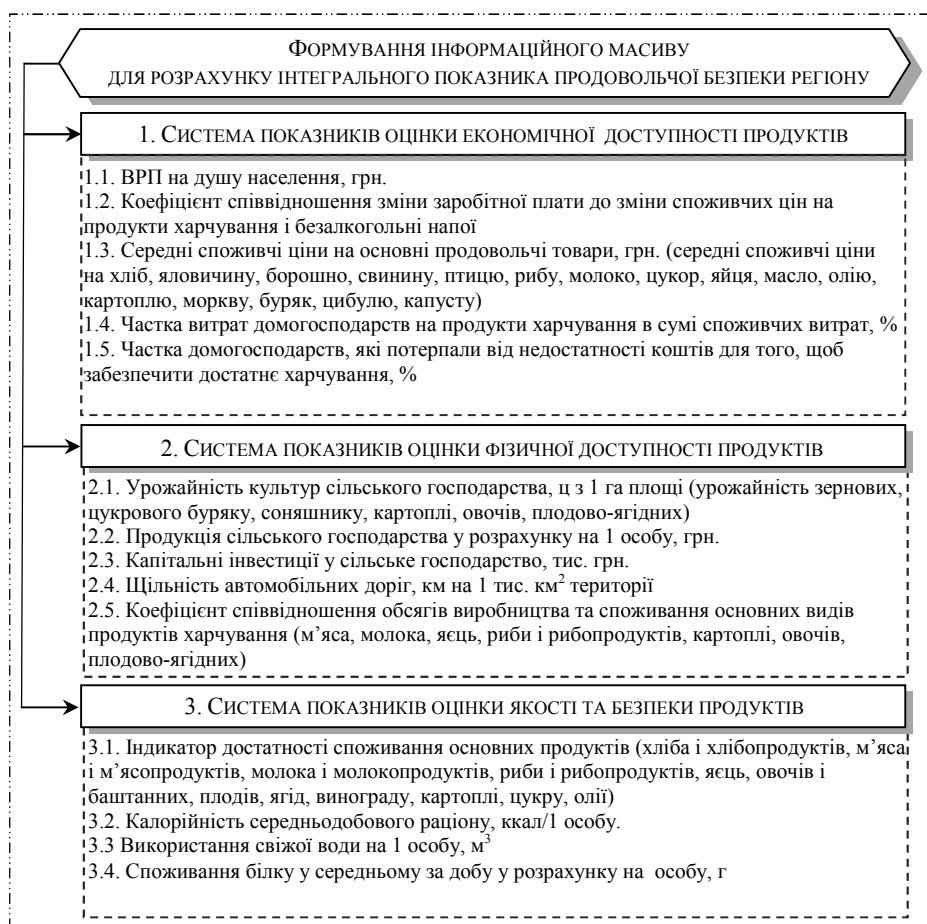 ФОРМУВАННЯ ІНФОРМАЦІЙНОГО МАСИВУ
ДЛЯ РОЗРАХУНКУ ІНТЕГРАЛЬНОГО ПОКАЗНИКА ПРОДОВОЛЬЧОЇ БЕЗПЕКИ РЕГІОНУ
1. СИСТЕМА ПОКАЗНИКІВ ОЦІНКИ ЕКОНОМІЧНОЇ ДОСТУПНОСТІ ПРОДУКТІВ
1.1. ВРП на душу населення, грн.
1.2. Коефіцієнт співвідношення зміни заробітної плати до зміни споживчих цін на
продукти харчування і безалкогольні напої
1.3. Середні споживчі ціни на основні продовольчі товари, грн. (середні споживчі ціни
на хліб, яловичину, борошно, свинину, птицю, рибу, молоко, цукор, яйця, масло, олію,
картоплю, моркву, буряк, цибулю, капусту)
1.4. Частка витрат домогосподарств на продукти харчування в сумі споживчих витрат, %
1.5. Частка домогосподарств, які потерпали від недостатності коштів для того, щоб
забезпечити достатнє харчування, %
2. СИСТЕМА ПОКАЗНИКІВ ОЦІНКИ ФІЗИЧНОЇ ДОСТУПНОСТІ ПРОДУКТІВ
2.1. Урожайність культур сільського господарства, ц з 1 га площі (урожайність зернових,
цукрового буряку, соняшнику, картоплі, овочів, плодово-ягідних)
2.2. Продукція сільського господарства у розрахунку на 1 особу, грн.
2.3. Капітальні інвестиції у сільське господарство, тис. грн.
2.4. Щільність автомобільних доріг, км на 1 тис. км² території
2.5. Коефіцієнт співвідношення обсягів виробництва та споживання основних видів
продуктів харчування (м’яса, молока, яєць, риби і рибопродуктів, картоплі, овочів,
плодово-ягідних)
3. СИСТЕМА ПОКАЗНИКІВ ОЦІНКИ ЯКОСТІ ТА БЕЗПЕКИ ПРОДУКТІВ
3.1. Індикатор достатності споживання основних продуктів (хліба і хлібопродуктів, м’яса
і м’ясопродуктів, молока і молокопродуктів, риби і рибопродуктів, яєць, овочів і
баштанних, плодів, ягід, винограду, картоплі, цукру, олії)
3.2. Калорійність середньодобового раціону, ккал/1 особу.
3.3 Використання свіжої води на 1 особу, м³
3.4. Споживання білку у середньому за добу у розрахунку на особу, г